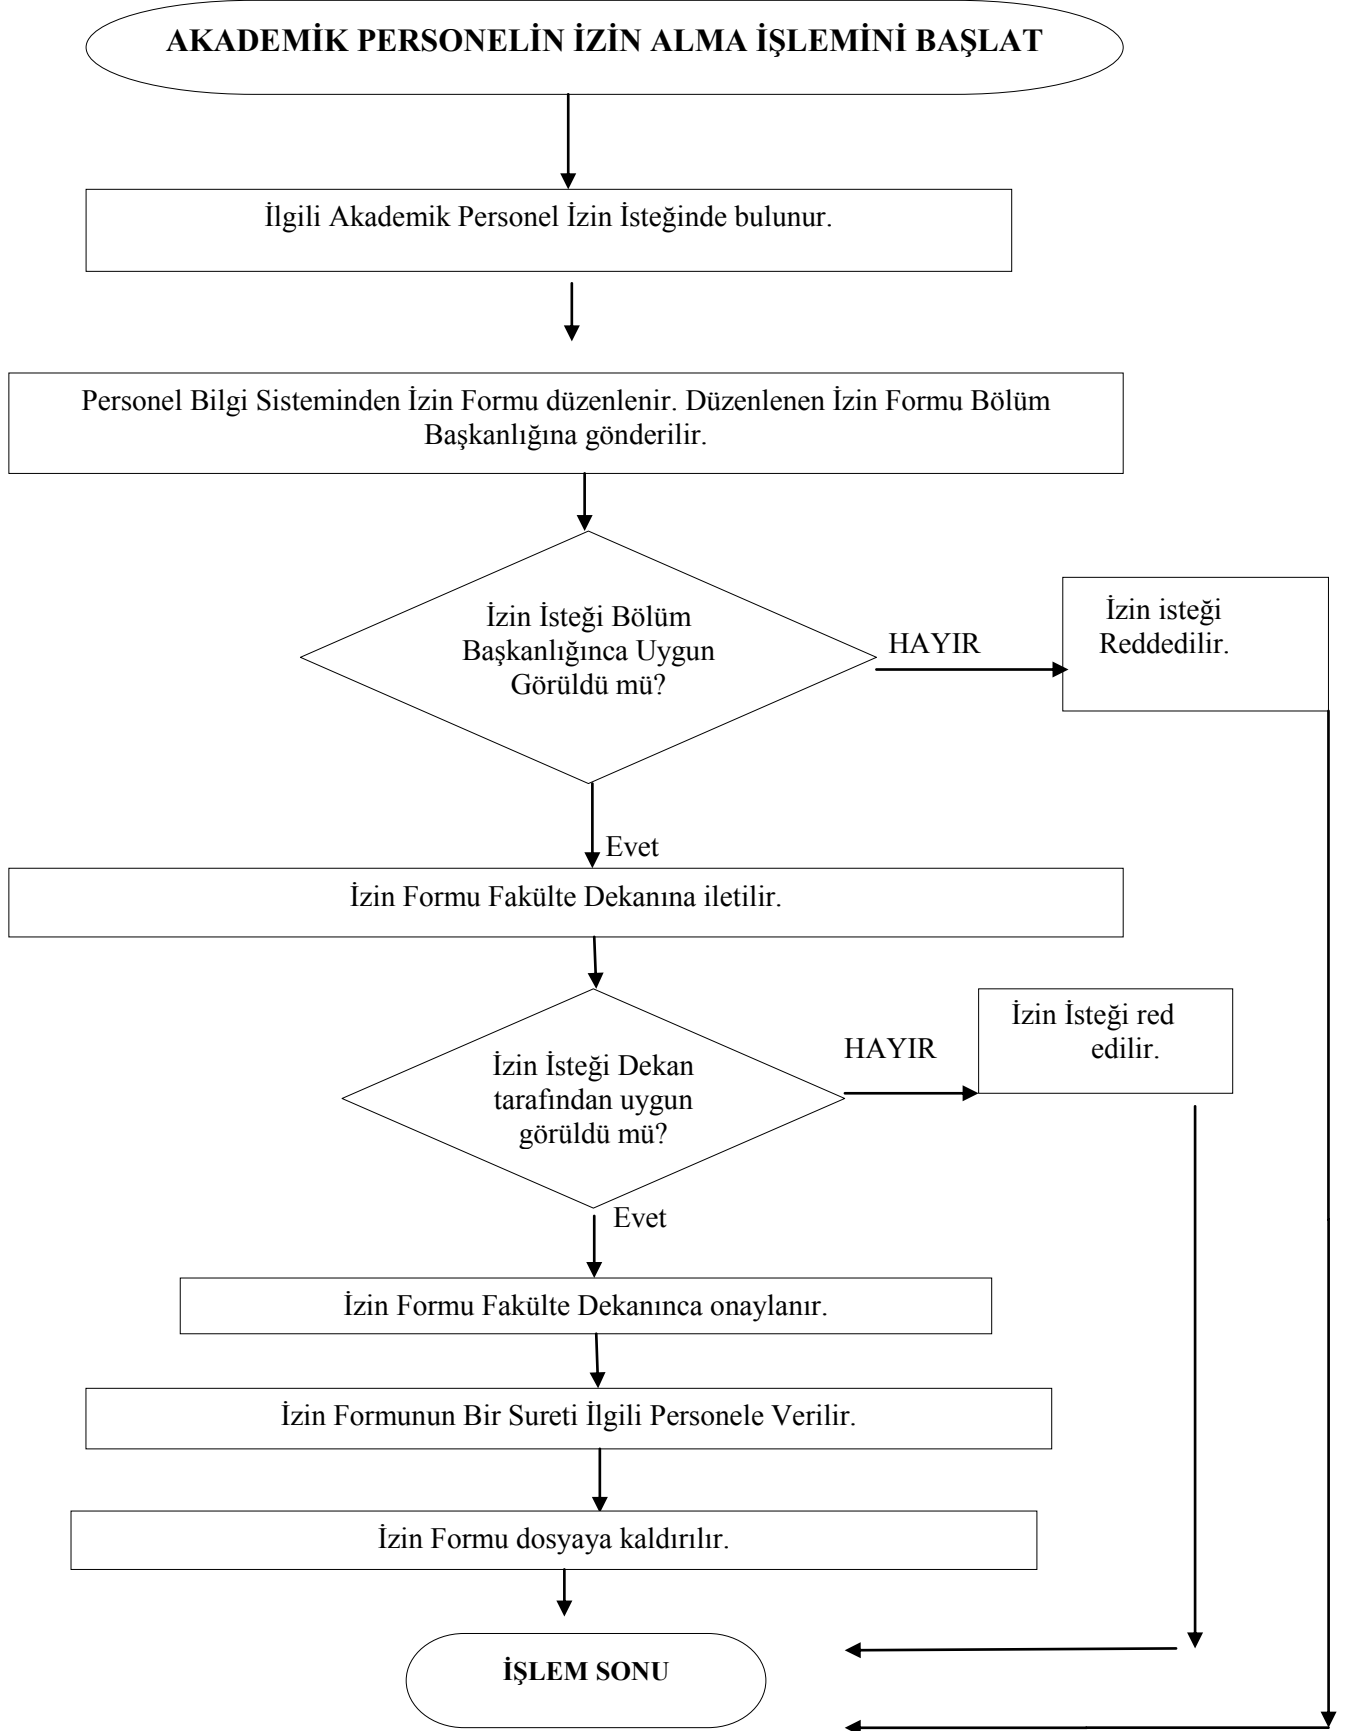 AKADEMİK PERSONELİN İZİN ALMA İŞLEMİNİ BAŞLAT
İlgili Akademik Personel İzin İsteğinde bulunur.
Personel Bilgi Sisteminden İzin Formu düzenlenir. Düzenlenen İzin Formu Bölüm
Başkanlığına gönderilir.
İzin İsteği Bölüm
Başkanlığınca Uygun
Görüldü mü?
HAYIR
İzin isteği
Reddedilir.
Evet
İzin Formu Fakülte Dekanına iletilir.
İzin İsteği Dekan
tarafından uygun
görüldü mü?
HAYIR
İzin İsteği red
edilir.
Evet
İzin Formu Fakülte Dekanınca onaylanır.
İzin Formunun Bir Sureti İlgili Personele Verilir.
İzin Formu dosyaya kaldırılır.
İŞLEM SONU